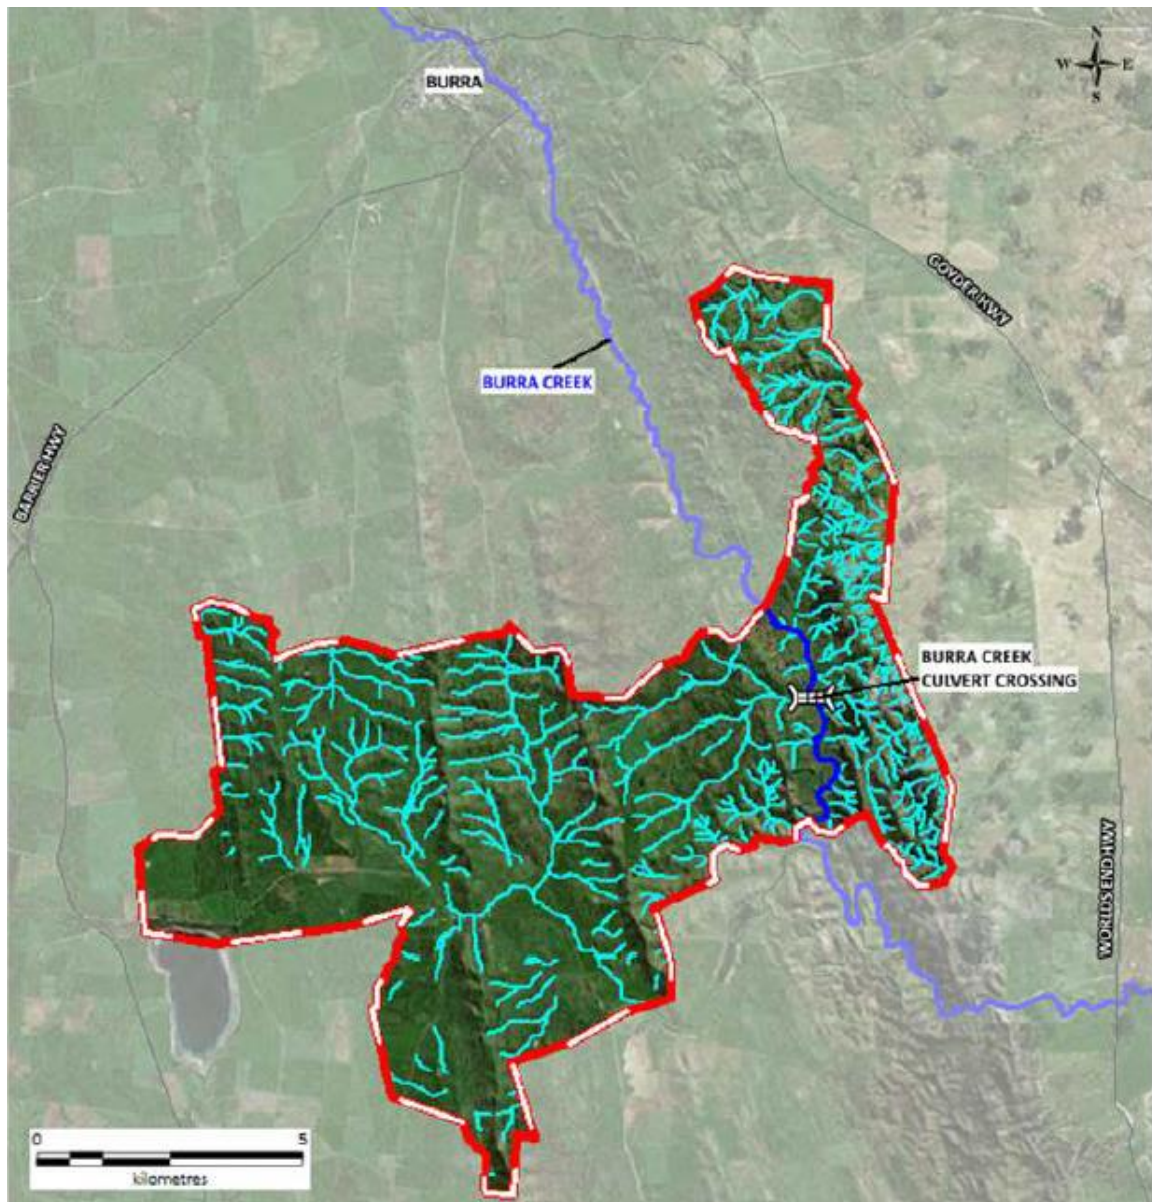 N
W E
S
BURRA
GOYDER HWY
BURRA CREEK
BARRIER HWY
BURRA CREEK
CULVERT CROSSING
WORLDS END HWY
0 5
kilometres